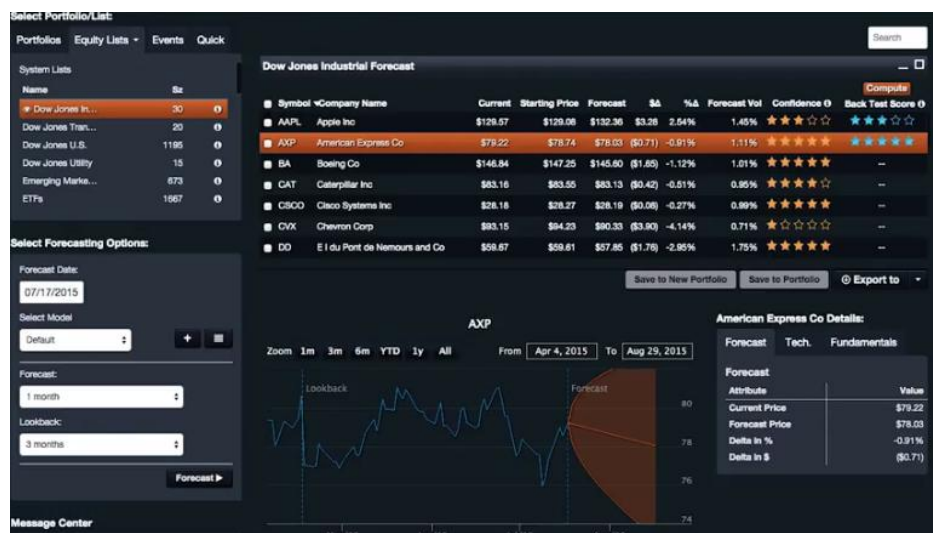 Select Portfolio/List:
Portfolios Equity Lists Events Quick
Search
System Lists
Name Sz
Dow Jones In... 30
Dow Jones Tran... 20
Dow Jones U.S. 1195
Dow Jones Utility 15
Emerging Marke... 673
ETFs 1667
Dow Jones Industrial Forecast
Compute
Symbol Company Name Current Starting Price Forecast $Δ %Δ Forecast Vol Confidence Back Test Score
AAPL Apple Inc $129.57 $129.08 $132.36 $3.28 2.54% 1.45%
AXP American Express Co $79.22 $78.74 $78.03 ($0.71) -0.91% 1.11%
BA Boeing Co $146.84 $147.25 $145.60 ($1.65) -1.12% 1.01% --
CAT Caterpillar Inc $83.16 $83.55 $83.13 ($0.42) -0.51% 0.95% --
CSCO Cisco Systems Inc $28.18 $28.27 $28.19 ($0.08) -0.27% 0.99% --
CVX Chevron Corp $93.15 $94.23 $90.33 ($3.90) -4.14% 0.71% --
DD E I du Pont de Nemours and Co $59.67 $59.61 $57.85 ($1.76) -2.95% 1.75% --
Save to New Portfolio Save to Portfolio Export to
Select Forecasting Options:
Forecast Date:
07/17/2015
Select Model
Default
Forecast:
1 month
Lookback:
3 months
Forecast
Message Center
AXP
Zoom 1m 3m 6m YTD 1y All From Apr 4, 2015 To Aug 29, 2015
Lookback Forecast
80
78
76
74
American Express Co Details:
Forecast Tech. Fundamentals
Forecast
Attribute Value
Current Price $79.22
Forecast Price $78.03
Delta in % -0.91%
Delta in $ ($0.71)